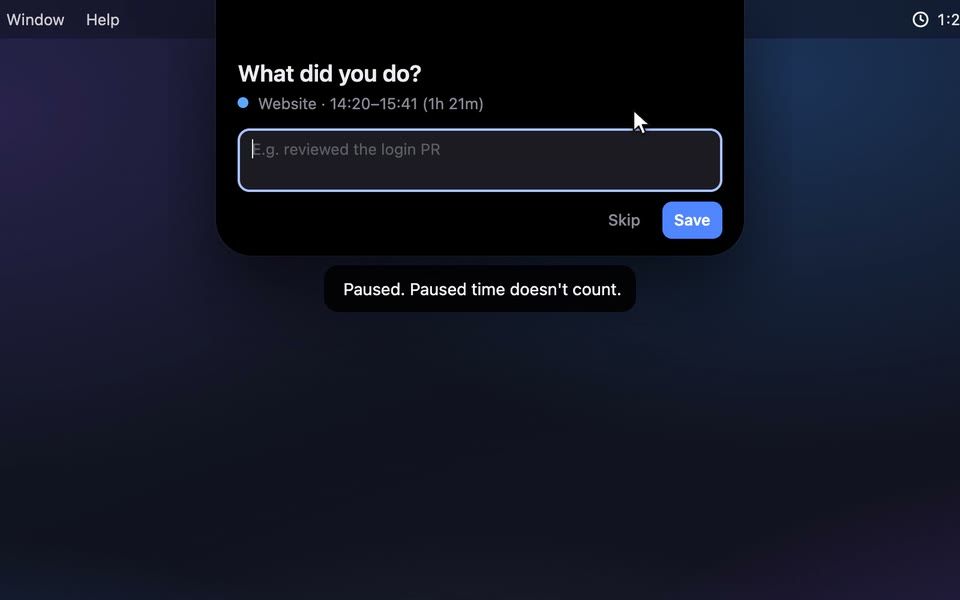 Window Help 1:2
What did you do?
Website · 14:20–15:41 (1h 21m)
E.g. reviewed the login PR
Skip Save
Paused. Paused time doesn't count.